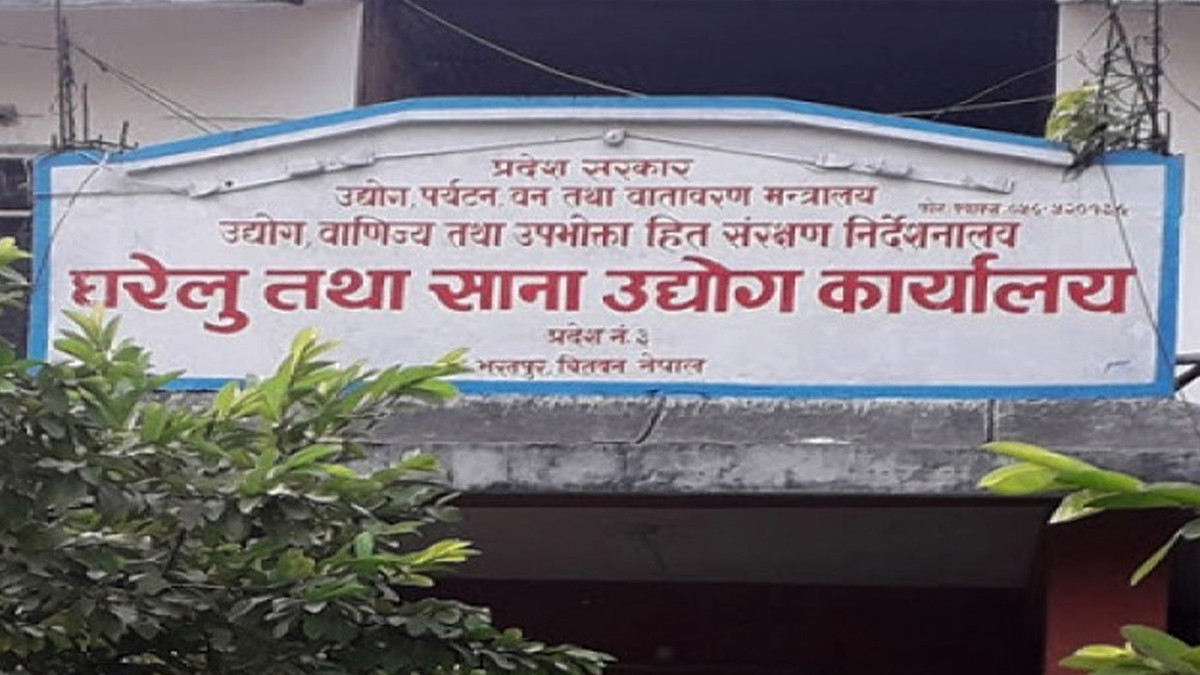 प्रदेश सरकार
उद्योग, पर्यटन, वन तथा वातावरण मन्त्रालय
उद्योग, वाणिज्य तथा उपभोक्ता हित संरक्षण निर्देशनालय
घरेलु तथा साना उद्योग कार्यालय
प्रदेश नं. ३
भरतपुर, चितवन नेपाल